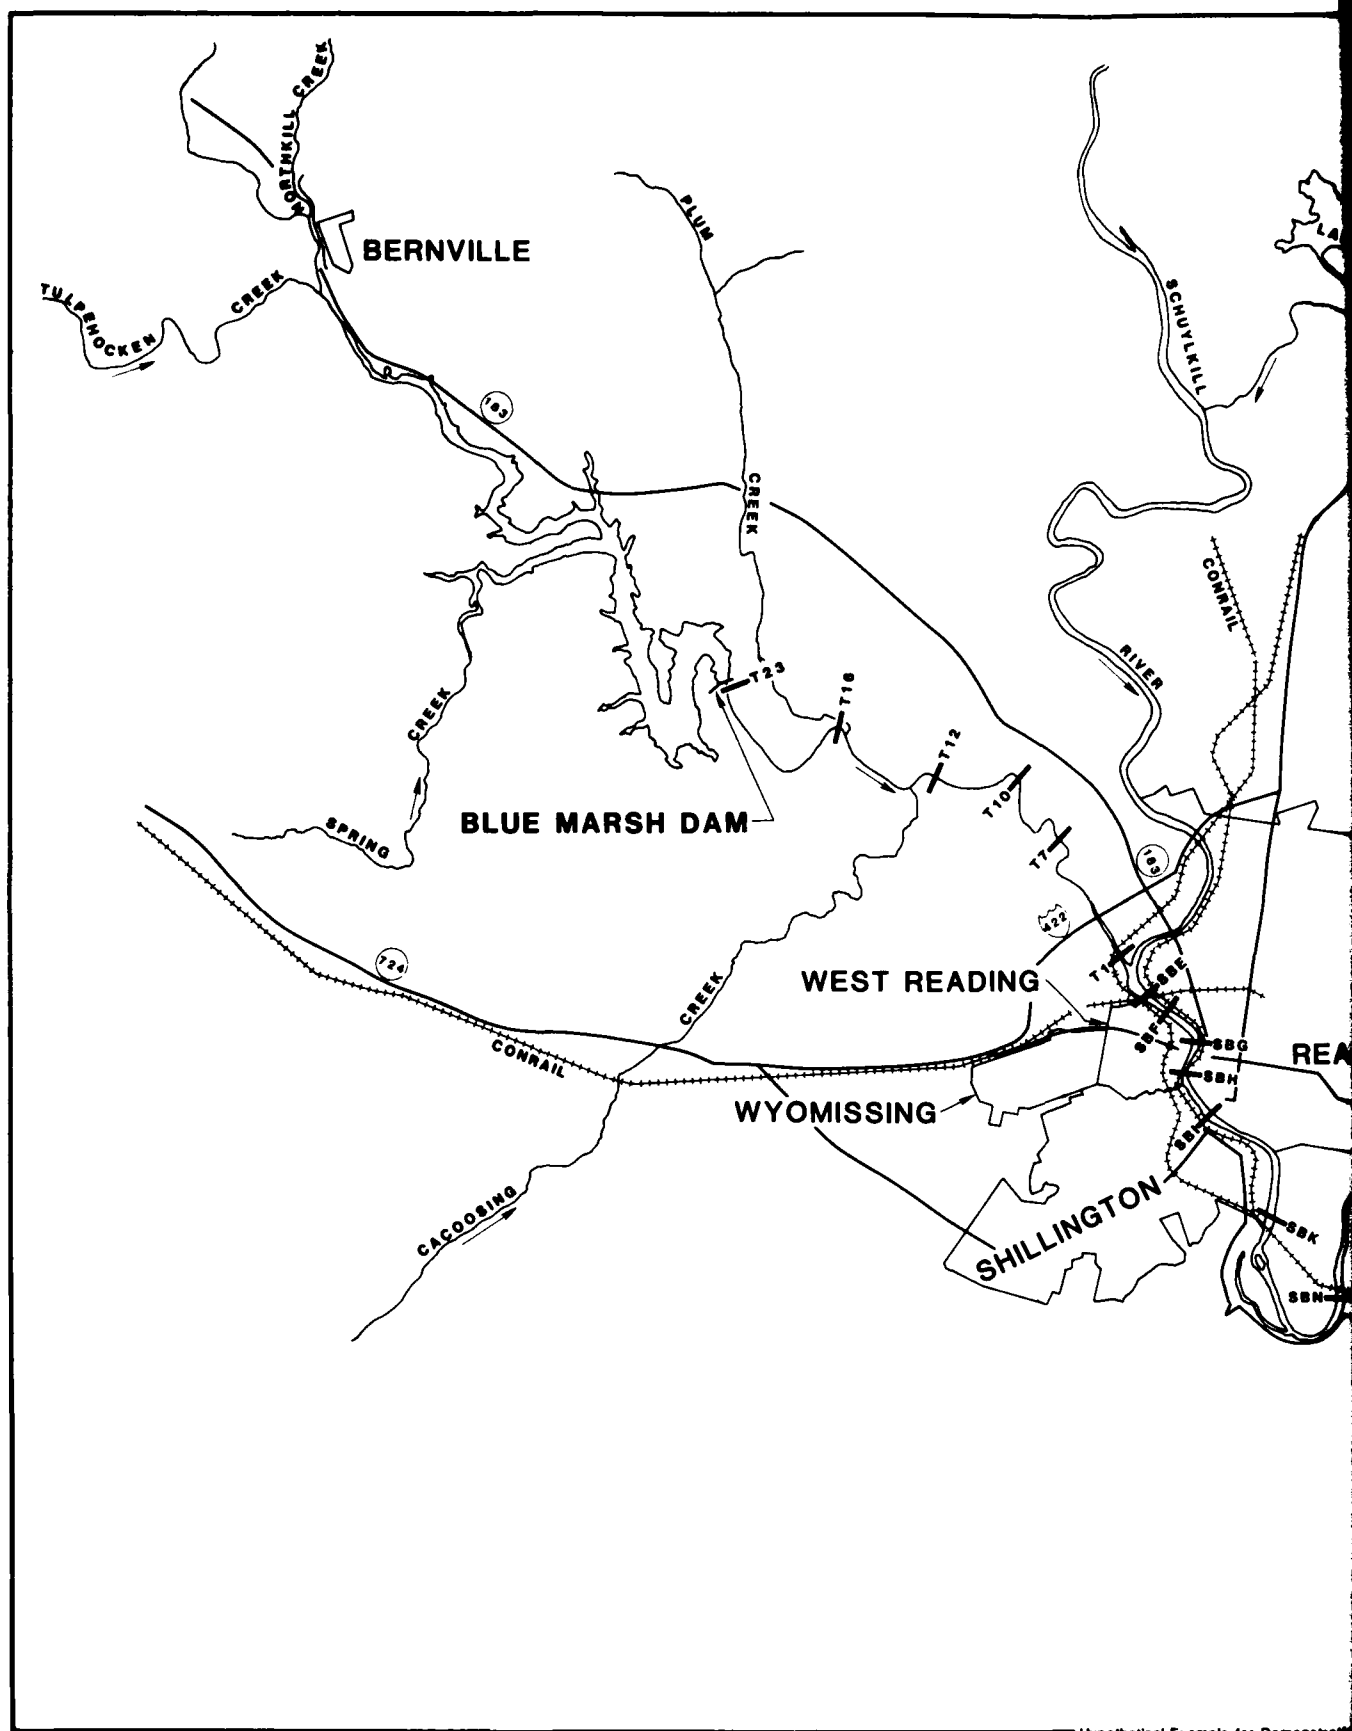 NORTHKILL CREEK
BERNVILLE
TULPEHOCKEN CREEK
PLUM CREEK
SCHUYLKILL RIVER
LA
183
CONRAIL
T23
T16
T12
T10
T7
BLUE MARSH DAM
SPRING CREEK
183
422
724
T1
SBE
WEST READING
SBF
SBG
REA
SBH
CONRAIL
WYOMISSING
SBI
CACOOSING CREEK
SHILLINGTON
SBK
SBN